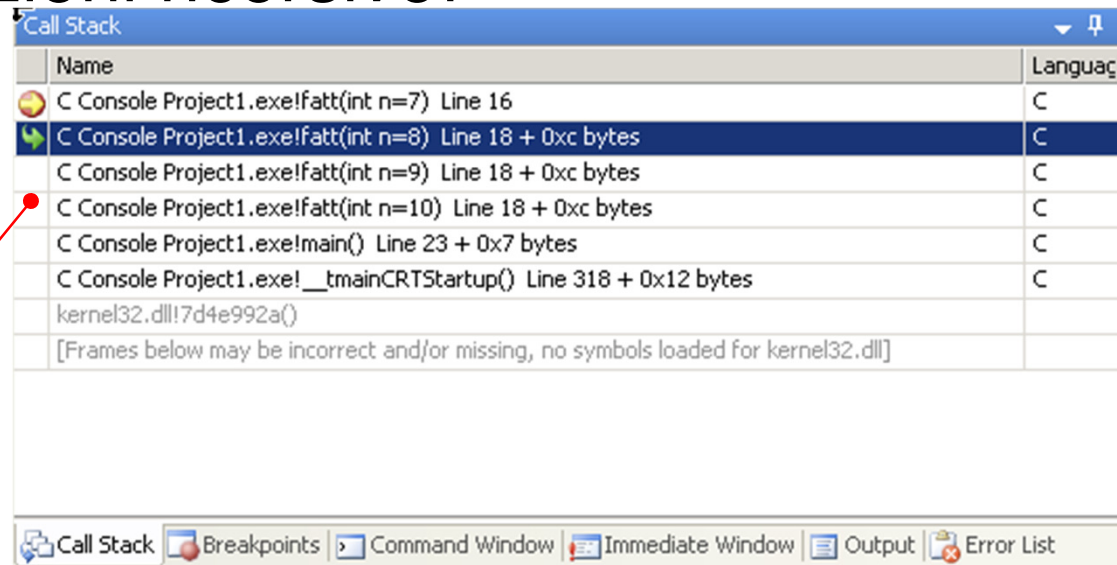 Call Stack
Name Languag
C Console Project1.exe!fatt(int n=7) Line 16 C
C Console Project1.exe!fatt(int n=8) Line 18 + 0xc bytes C
C Console Project1.exe!fatt(int n=9) Line 18 + 0xc bytes C
C Console Project1.exe!fatt(int n=10) Line 18 + 0xc bytes C
C Console Project1.exe!main() Line 23 + 0x7 bytes C
C Console Project1.exe!__tmainCRTStartup() Line 318 + 0x12 bytes C
kernel32.dll!7d4e992a()
[Frames below may be incorrect and/or missing, no symbols loaded for kernel32.dll]
Call Stack Breakpoints Command Window Immediate Window Output Error List